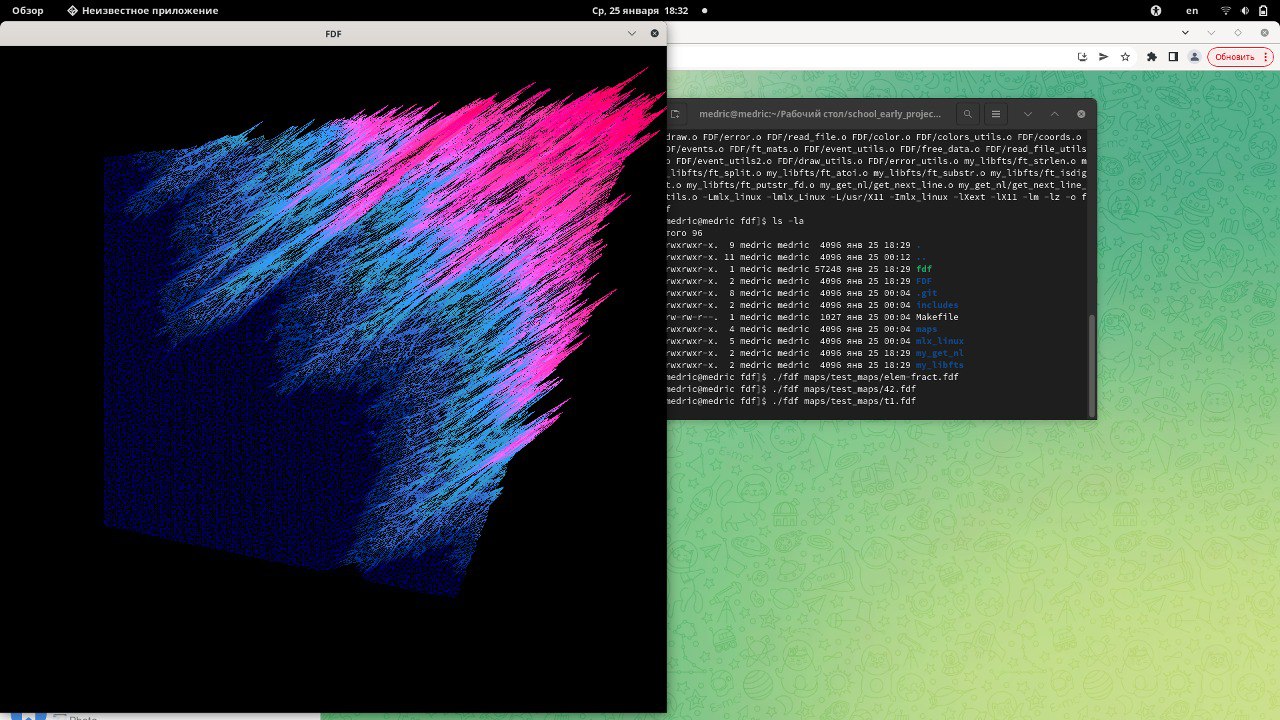 Обзор
Неизвестное приложение
Ср, 25 января 18:32
en
FDF
Обновить
medric@medric:~/Рабочий стол/school_early_projec...
draw.o FDF/error.o FDF/read_file.o FDF/color.o FDF/colors_utils.o FDF/coords.o
DF/events.o FDF/ft_mats.o FDF/event_utils.o FDF/free_data.o FDF/read_file_utils
FDF/event_utils2.o FDF/draw_utils.o FDF/error_utils.o my_libfts/ft_strlen.o m
_libfts/ft_split.o my_libfts/ft_atoi.o my_libfts/ft_substr.o my_libfts/ft_isdig
t.o my_libfts/ft_putstr_fd.o my_get_nl/get_next_line.o my_get_nl/get_next_line_
utils.o -Lmlx_linux -lmlx_Linux -L/usr/X11 -Imlx_linux -lXext -lX11 -lm -lz -o f
f
medric@medric fdf]$ ls -la
того 96
rwxrwxr-x. 9 medric medric 4096 янв 25 18:29 .
rwxrwxr-x. 11 medric medric 4096 янв 25 00:12 ..
rwxrwxr-x. 1 medric medric 57248 янв 25 18:29 fdf
rwxrwxr-x. 2 medric medric 4096 янв 25 18:29 FDF
rwxrwxr-x. 8 medric medric 4096 янв 25 00:04 .git
rwxrwxr-x. 2 medric medric 4096 янв 25 00:04 includes
rw-rw-r--. 1 medric medric 1027 янв 25 00:04 Makefile
rwxrwxr-x. 4 medric medric 4096 янв 25 00:04 maps
rwxrwxr-x. 5 medric medric 4096 янв 25 00:04 mlx_linux
rwxrwxr-x. 2 medric medric 4096 янв 25 18:29 my_get_nl
rwxrwxr-x. 2 medric medric 4096 янв 25 18:29 my_libfts
medric@medric fdf]$ ./fdf maps/test_maps/elem-fract.fdf
medric@medric fdf]$ ./fdf maps/test_maps/42.fdf
medric@medric fdf]$ ./fdf maps/test_maps/t1.fdf
Photo